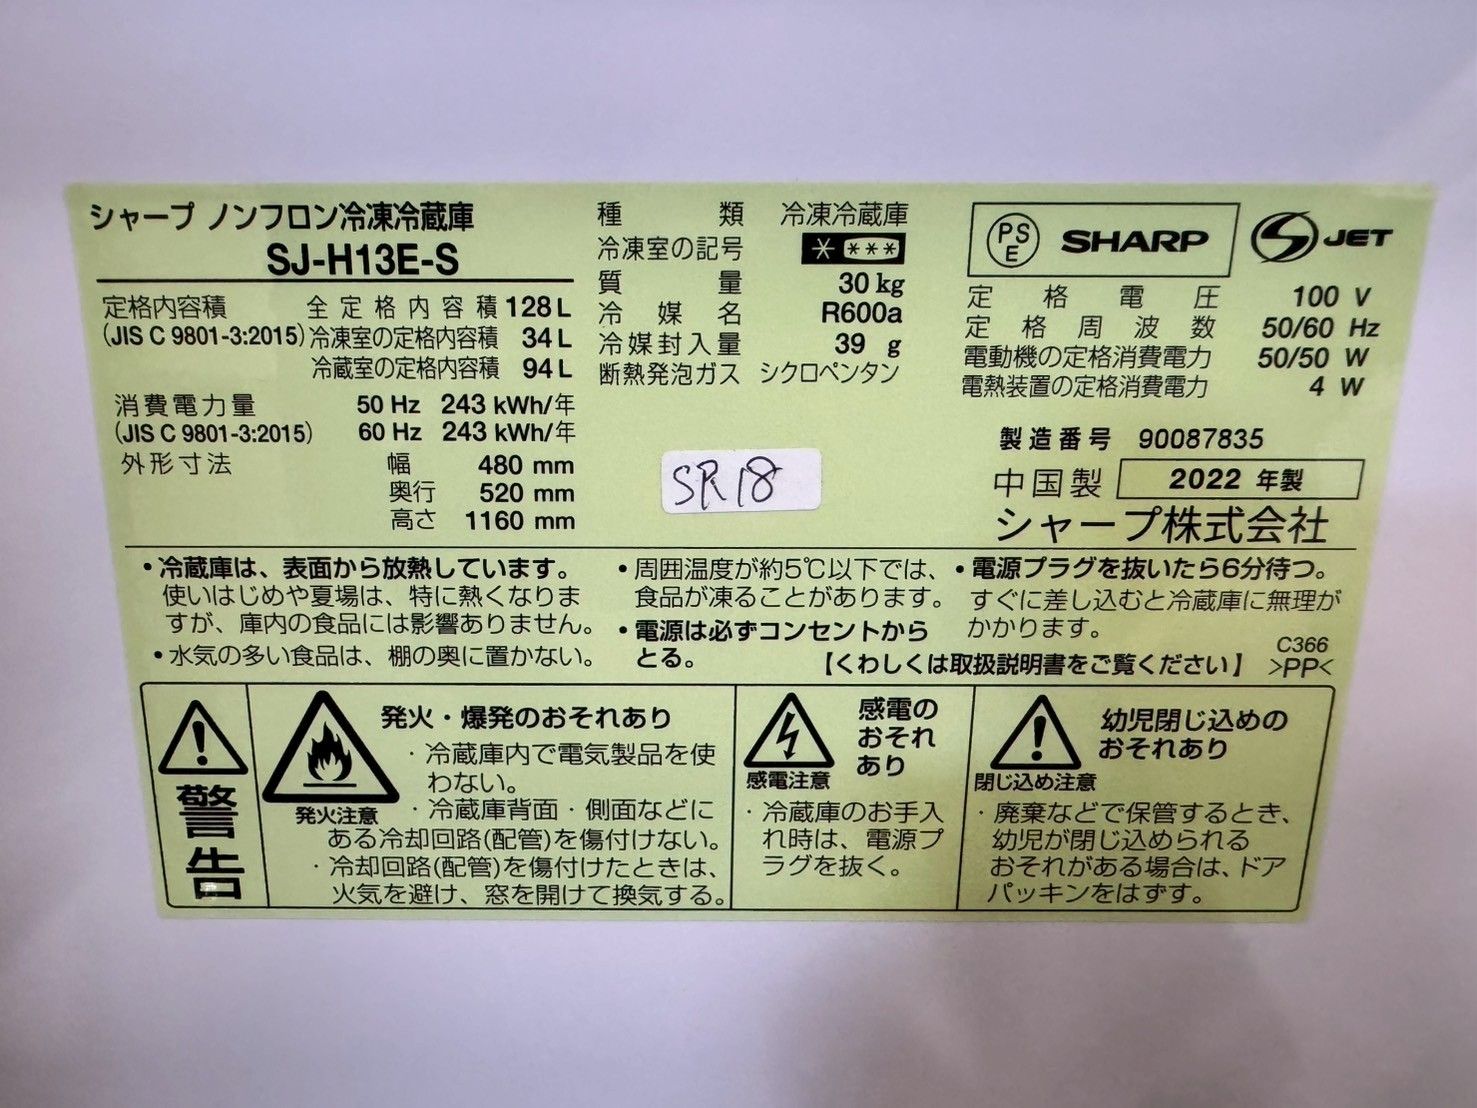 シャープ ノンフロン冷凍冷蔵庫
SJ-H13E-S
定格内容積 全定格内容積 128 L
(JIS C 9801-3:2015) 冷凍室の定格内容積 34 L
冷蔵室の定格内容積 94 L
消費電力量 50 Hz 243 kWh/年
(JIS C 9801-3:2015) 60 Hz 243 kWh/年
外形寸法 幅 480 mm
奥行 520 mm
高さ 1160 mm
種類 冷凍冷蔵庫
冷凍室の記号 * ***
質量 30 kg
冷媒名 R600a
冷媒封入量 39 g
断熱発泡ガス シクロペンタン
SR18
PSE SHARP JET
定格電圧 100 V
定格周波数 50/60 Hz
電動機の定格消費電力 50/50 W
電熱装置の定格消費電力 4 W
製造番号 90087835
中国製 2022 年製
シャープ株式会社
・冷蔵庫は、表面から放熱しています。
使いはじめや夏場は、特に熱くなりま
すが、庫内の食品には影響ありません。
・水気の多い食品は、棚の奥に置かない。
・周囲温度が約5℃以下では、
食品が凍ることがあります。
・電源は必ずコンセントから
とる。
・電源プラグを抜いたら6分待つ。
すぐに差し込むと冷蔵庫に無理が
かかります。
【くわしくは取扱説明書をご覧ください】
C366
>PP<
警告
発火注意
発火・爆発のおそれあり
・冷蔵庫内で電気製品を使
わない。
・冷蔵庫背面・側面などに
ある冷却回路(配管)を傷付けない。
・冷却回路(配管)を傷付けたときは、
火気を避け、窓を開けて換気する。
感電注意
感電の
おそれ
あり
・冷蔵庫のお手入
れ時は、電源プ
ラグを抜く。
閉じ込め注意
幼児閉じ込めの
おそれあり
・廃棄などで保管するとき、
幼児が閉じ込められる
おそれがある場合は、ドア
パッキンをはずす。